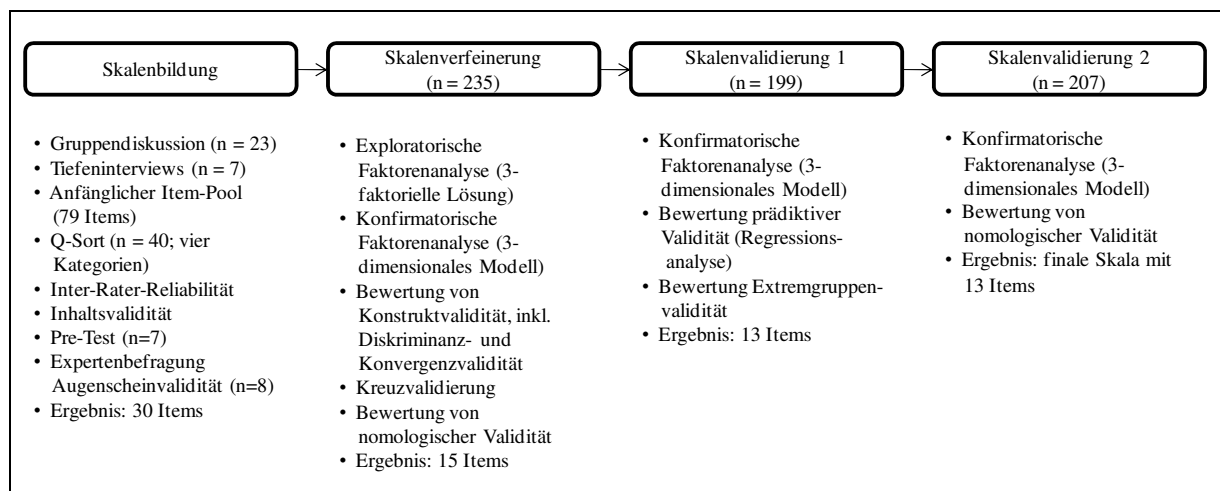 Skalenbildung
Skalenverfeinerung
(n = 235)
Skalenvalidierung 1
(n = 199)
Skalenvalidierung 2
(n = 207)
• Gruppendiskussion (n = 23)
• Tiefeninterviews (n = 7)
• Anfänglicher Item-Pool
(79 Items)
• Q-Sort (n = 40; vier
Kategorien)
• Inter-Rater-Reliabilität
• Inhaltsvalidität
• Pre-Test (n=7)
• Expertenbefragung
Augenscheinvalidität (n=8)
• Ergebnis: 30 Items
• Exploratorische
Faktorenanalyse (3-
faktorielle Lösung)
• Konfirmatorische
Faktorenanalyse (3-
dimensionales Modell)
• Bewertung von
Konstruktvalidität, inkl.
Diskriminanz- und
Konvergenzvalidität
• Kreuzvalidierung
• Bewertung von
nomologischer Validität
• Ergebnis: 15 Items
• Konfirmatorische
Faktorenanalyse (3-
dimensionales Modell)
• Bewertung prädiktiver
Validität (Regressions-
analyse)
• Bewertung Extremgruppen-
validität
• Ergebnis: 13 Items
• Konfirmatorische
Faktorenanalyse (3-
dimensionales Modell)
• Bewertung von
nomologischer Validität
• Ergebnis: finale Skala mit
13 Items